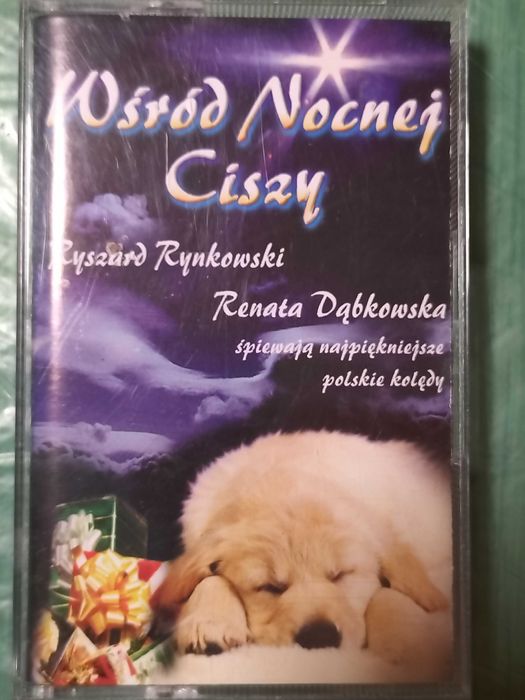 Wśród Nocnej
Ciszy
Ryszard Rynkowski
Renata Dąbkowska
śpiewają najpiękniejsze
polskie kolędy